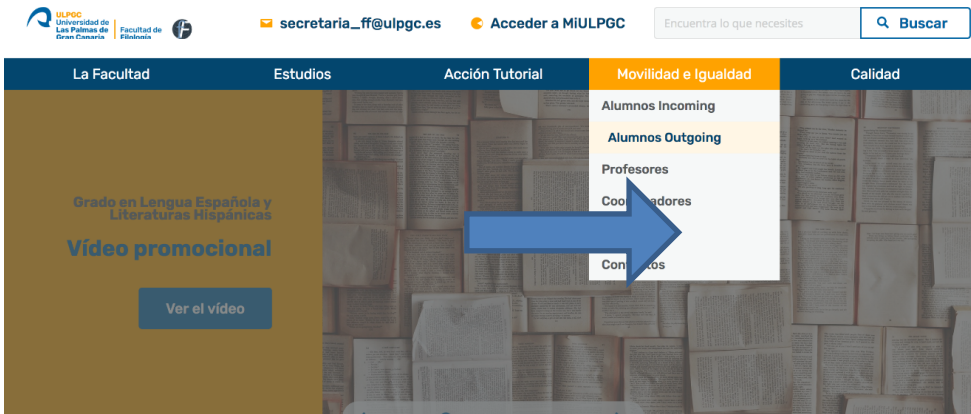 ULPGC
Universidad de
Las Palmas de
Gran Canaria
Facultad de
Filología
secretaria_ff@ulpgc.es
Acceder a MiULPGC
Encuentra lo que necesites
Buscar
La Facultad
Estudios
Acción Tutorial
Movilidad e Igualdad
Calidad
Alumnos Incoming
Alumnos Outgoing
Profesores
Grado en Lengua Española y
Literaturas Hispánicas
Vídeo promocional
Ver el vídeo